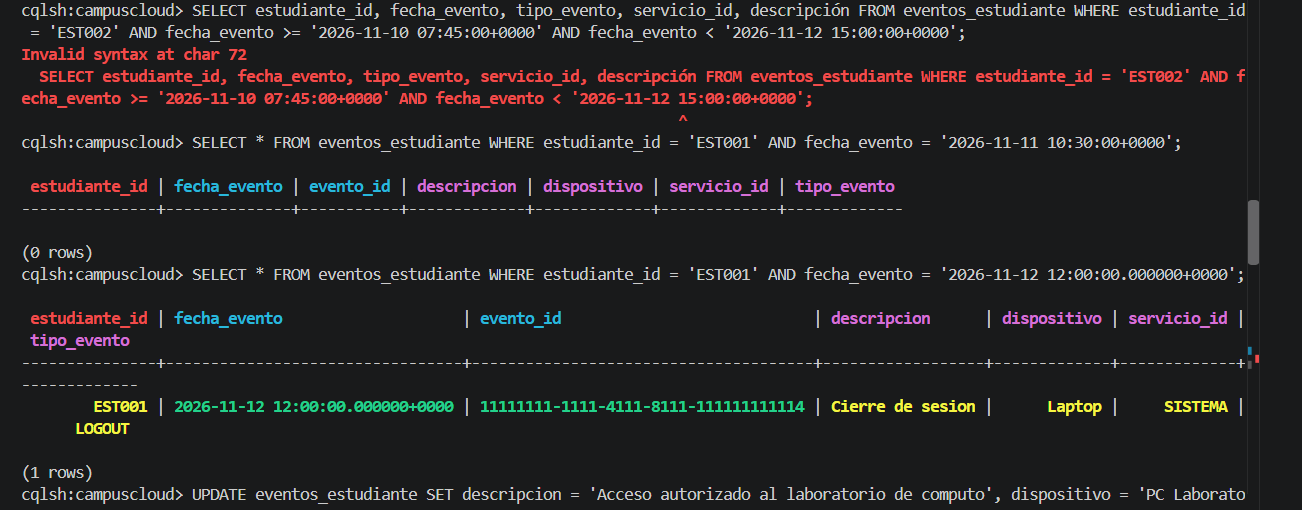 cqlsh:campuscloud> SELECT estudiante_id, fecha_evento, tipo_evento, servicio_id, descripción FROM eventos_estudiante WHERE estudiante_id
= 'EST002' AND fecha_evento >= '2026-11-10 07:45:00+0000' AND fecha_evento < '2026-11-12 15:00:00+0000';
Invalid syntax at char 72
SELECT estudiante_id, fecha_evento, tipo_evento, servicio_id, descripción FROM eventos_estudiante WHERE estudiante_id = 'EST002' AND f
echa_evento >= '2026-11-10 07:45:00+0000' AND fecha_evento < '2026-11-12 15:00:00+0000';
^
cqlsh:campuscloud> SELECT * FROM eventos_estudiante WHERE estudiante_id = 'EST001' AND fecha_evento = '2026-11-11 10:30:00+0000';
estudiante_id | fecha_evento | evento_id | descripcion | dispositivo | servicio_id | tipo_evento
---------------+--------------+-----------+-------------+-------------+-------------+-------------
(0 rows)
cqlsh:campuscloud> SELECT * FROM eventos_estudiante WHERE estudiante_id = 'EST001' AND fecha_evento = '2026-11-12 12:00:00.000000+0000';
estudiante_id | fecha_evento | evento_id | descripcion | dispositivo | servicio_id |
tipo_evento
---------------+---------------------------------+--------------------------------------+------------------+-------------+-------------+
-------------
EST001 | 2026-11-12 12:00:00.000000+0000 | 11111111-1111-4111-8111-111111111114 | Cierre de sesion | Laptop | SISTEMA |
LOGOUT
(1 rows)
cqlsh:campuscloud> UPDATE eventos_estudiante SET descripcion = 'Acceso autorizado al laboratorio de computo', dispositivo = 'PC Laborato